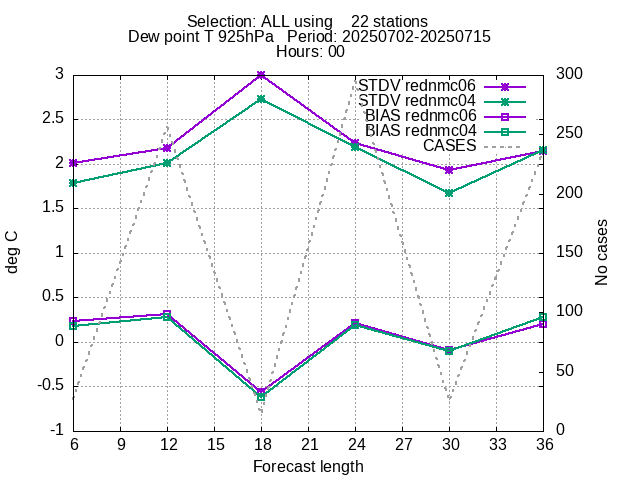 Selection: ALL using    22 stations
Dew point T 925hPa   Period: 20250702-20250715
Hours: 00
STDV rednmc06
STDV rednmc04
BIAS rednmc06
BIAS rednmc04
CASES
3
2.5
2
1.5
1
0.5
0
-0.5
-1
deg C
300
250
200
150
100
50
0
No cases
6 9 12 15 18 21 24 27 30 33 36
Forecast length